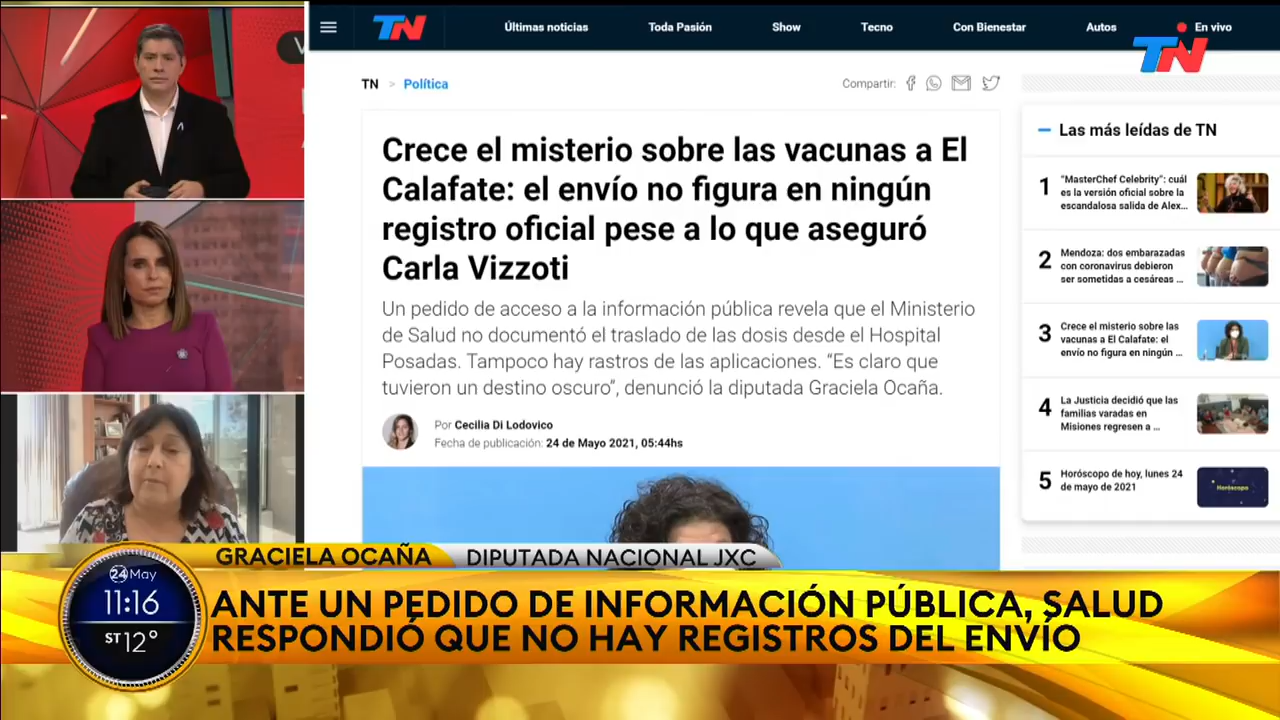 TN
Últimas noticias
Toda Pasión
Show
Tecno
Con Bienestar
Autos
En vivo
TN
TN > Política
Compartir:
Crece el misterio sobre las vacunas a El
Calafate: el envío no figura en ningún
registro oficial pese a lo que aseguró
Carla Vizzoti
Un pedido de acceso a la información pública revela que el Ministerio
de Salud no documentó el traslado de las dosis desde el Hospital
Posadas. Tampoco hay rastros de las aplicaciones. “Es claro que
tuvieron un destino oscuro”, denunció la diputada Graciela Ocaña.
Por Cecilia Di Lodovico
Fecha de publicación: 24 de Mayo 2021, 05:44hs
Las más leídas de TN
1
“MasterChef Celebrity”: cuál
es la versión oficial sobre la
escandalosa salida de Alex...
2
Mendoza: dos embarazadas
con coronavirus debieron
ser sometidas a cesáreas ...
3
Crece el misterio sobre las
vacunas a El Calafate: el
envío no figura en ningún ...
4
La Justicia decidió que las
familias varadas en
Misiones regresen a ...
5
Horóscopo de hoy, lunes 24
de mayo de 2021
Horóscopo
GRACIELA OCAÑA
DIPUTADA NACIONAL JXC
24 May
11:16
ST 12°
ANTE UN PEDIDO DE INFORMACIÓN PÚBLICA, SALUD
RESPONDIÓ QUE NO HAY REGISTROS DEL ENVÍO